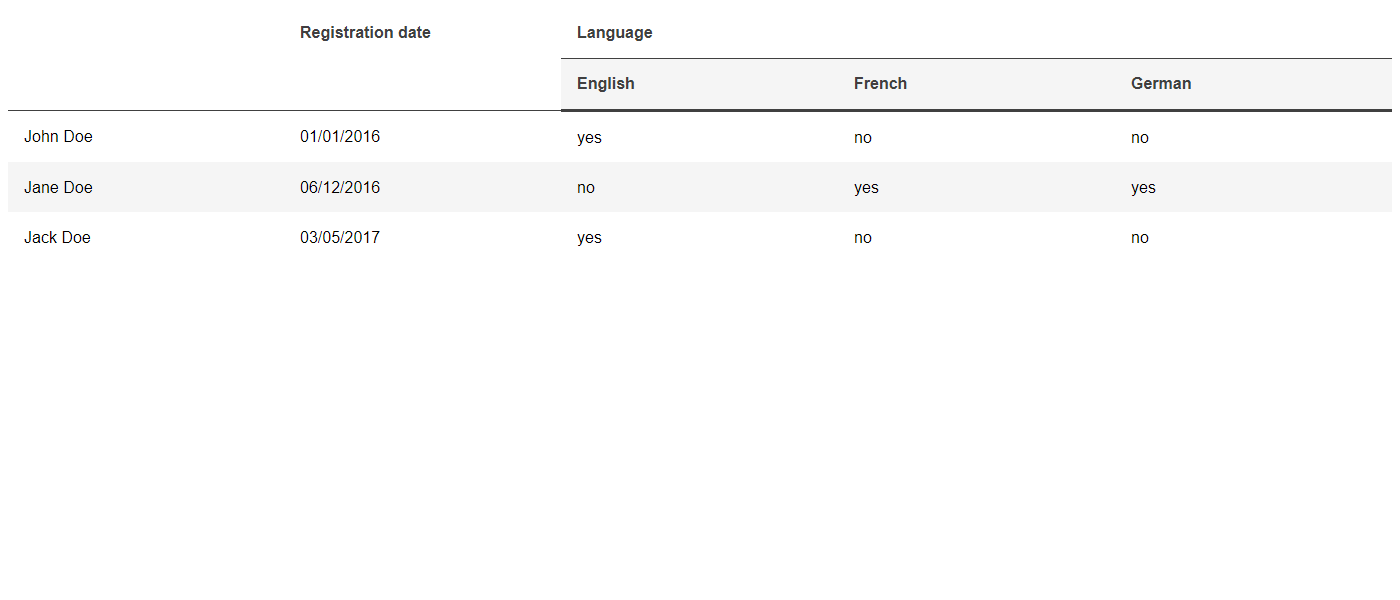 Registration date Language
English French German
John Doe 01/01/2016 yes no no
Jane Doe 06/12/2016 no yes yes
Jack Doe 03/05/2017 yes no no